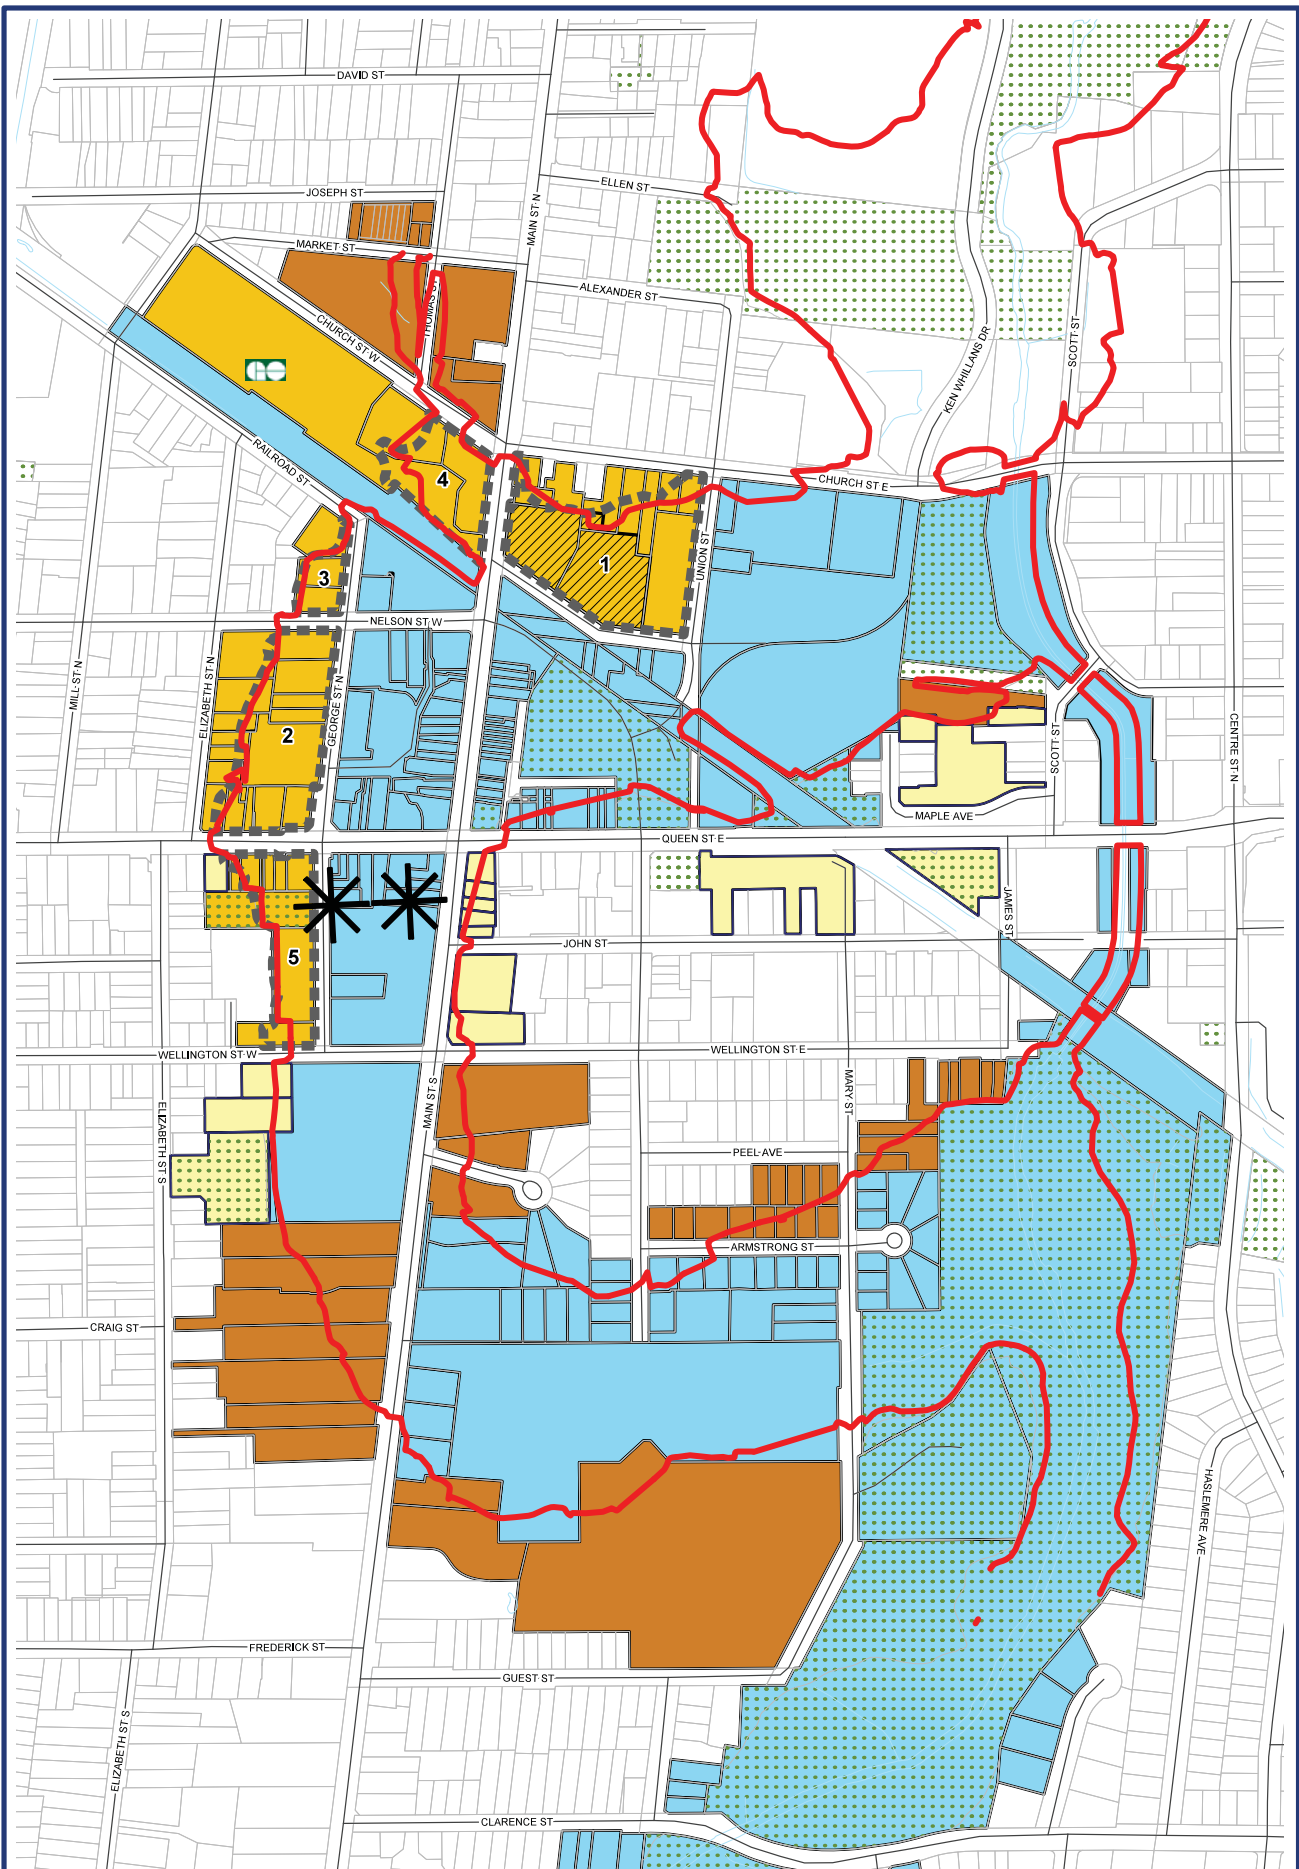 DAVID ST
JOSEPH ST
MAIN ST N
ELLEN ST
MARKET ST
ALEXANDER ST
THOMAS ST
CHURCH ST W
SCOTT ST
KEN WHILLANS DR
GO
RAILROAD ST
4
CHURCH ST E
1
UNION ST
3
NELSON ST W
MILL ST N
ELIZABETH ST N
GEORGE ST N
2
CENTRE ST N
SCOTT ST
MAPLE AVE
QUEEN ST E
JAMES ST
JOHN ST
5
WELLINGTON ST W
WELLINGTON ST E
MAIN ST S
MARY ST
ELIZABETH ST S
PEEL AVE
ARMSTRONG ST
CRAIG ST
HASLEMERE AVE
FREDERICK ST
GUEST ST
ELIZABETH ST S
CLARENCE ST